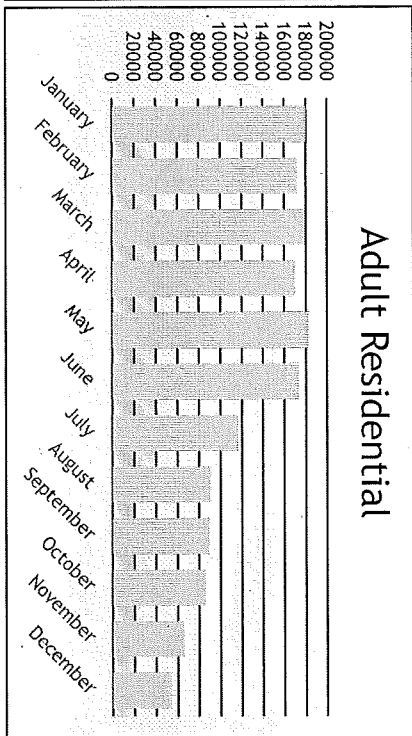 Adult Residential
200000
180000
160000
140000
120000
100000
80000
60000
40000
20000
0
January
February
March
April
May
June
July
August
September
October
November
December